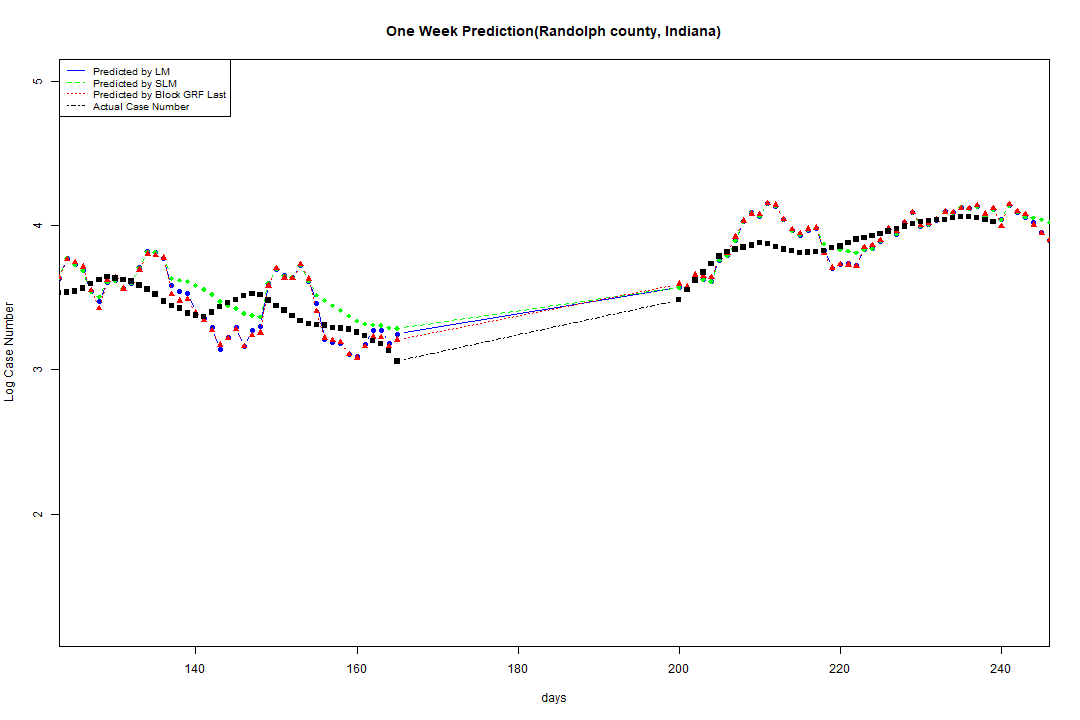 One Week Prediction(Randolph county, Indiana)
Predicted by LM
Predicted by SLM
Predicted by Block GRF Last
Actual Case Number
5
4
3
2
Log Case Number
140 160 180 200 220 240
days